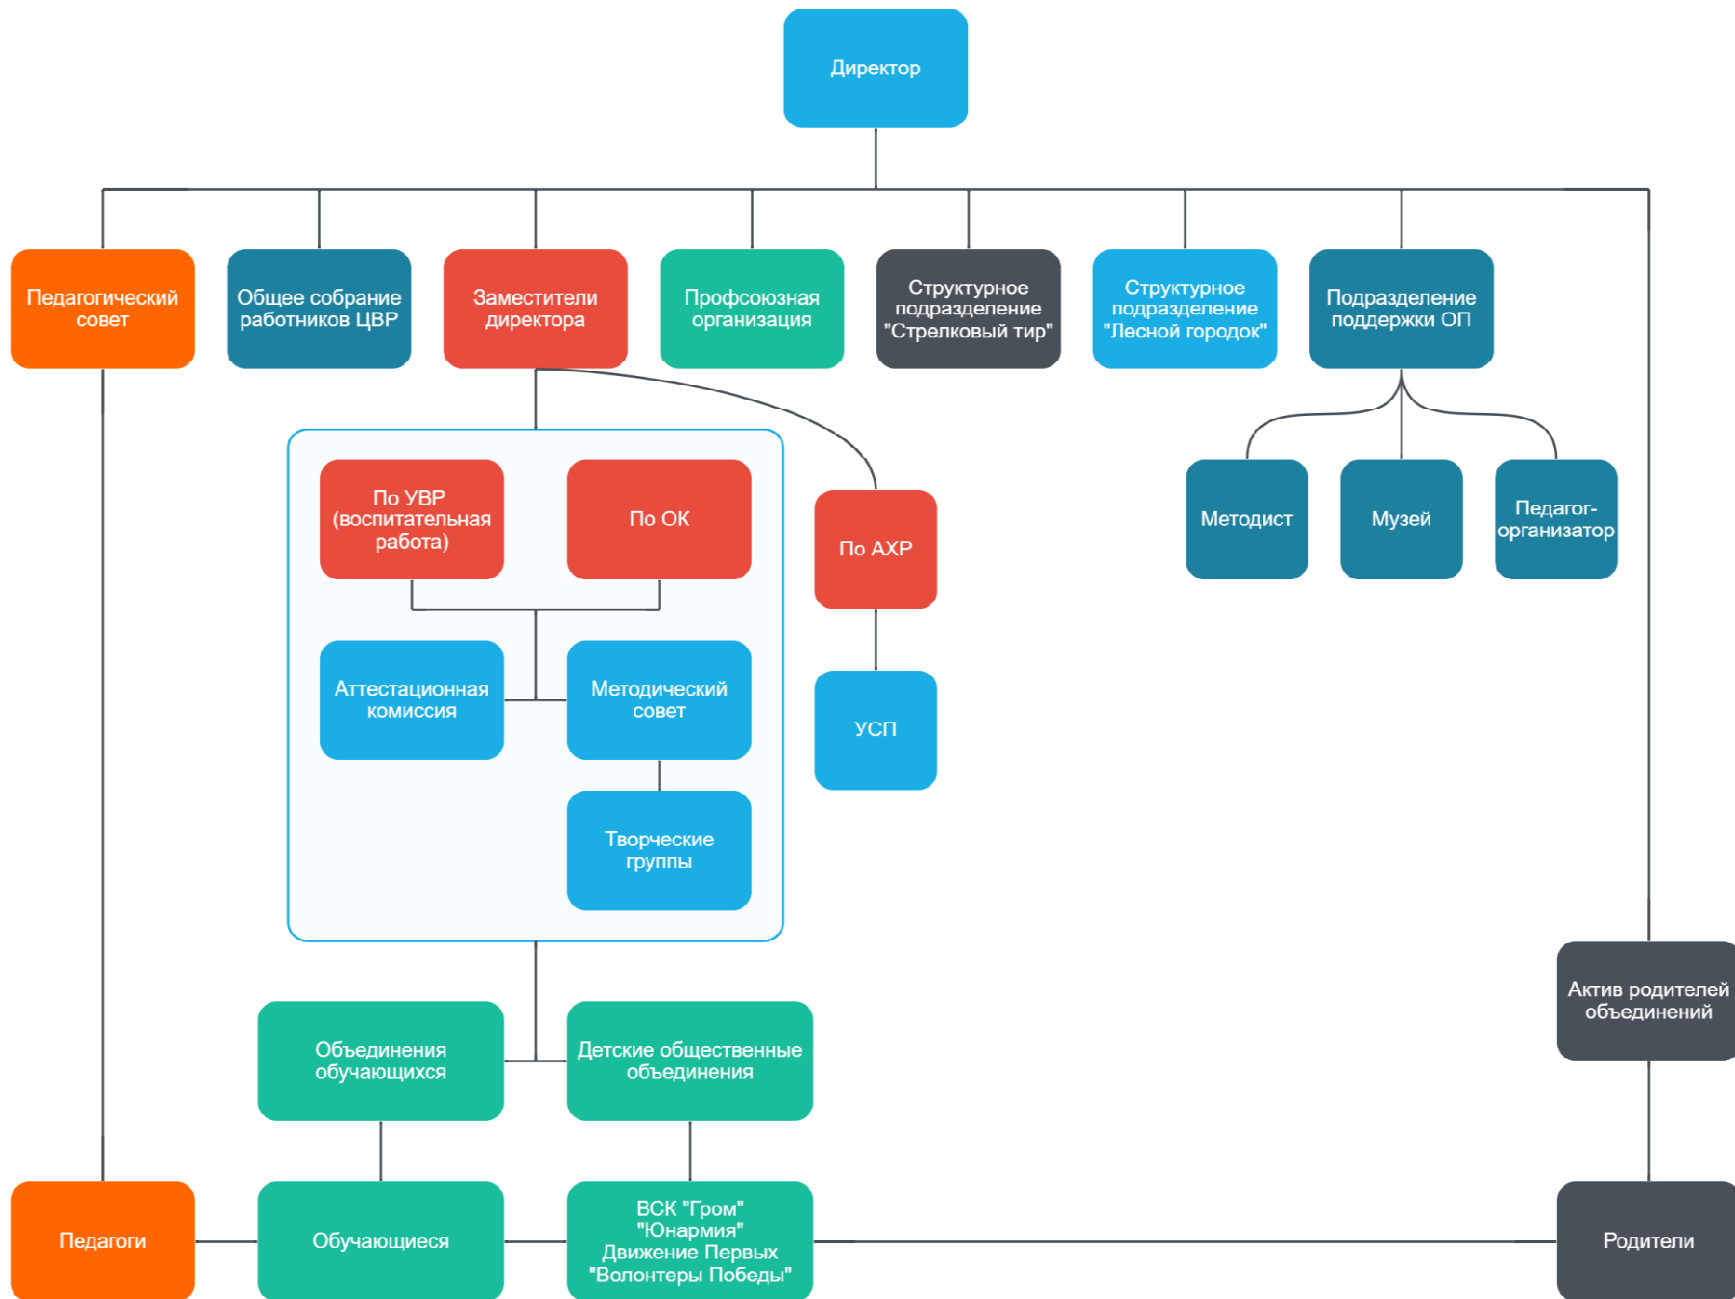 Директор
Педагогический
совет
Общее собрание
работников ЦВР
Заместители
директора
Профсоюзная
организация
Структурное
подразделение
"Стрелковый тир"
Структурное
подразделение
"Лесной городок"
Подразделение
поддержки ОП
По УВР
(воспитательная
работа)
По ОК
По АХР
Методист
Музей
Педагог-
организатор
Аттестационная
комиссия
Методический
совет
УСП
Творческие
группы
Актив родителей
объединений
Объединения
обучающихся
Детские общественные
объединения
Педагоги
Обучающиеся
ВСК "Гром"
"Юнармия"
Движение Первых
"Волонтеры Победы"
Родители